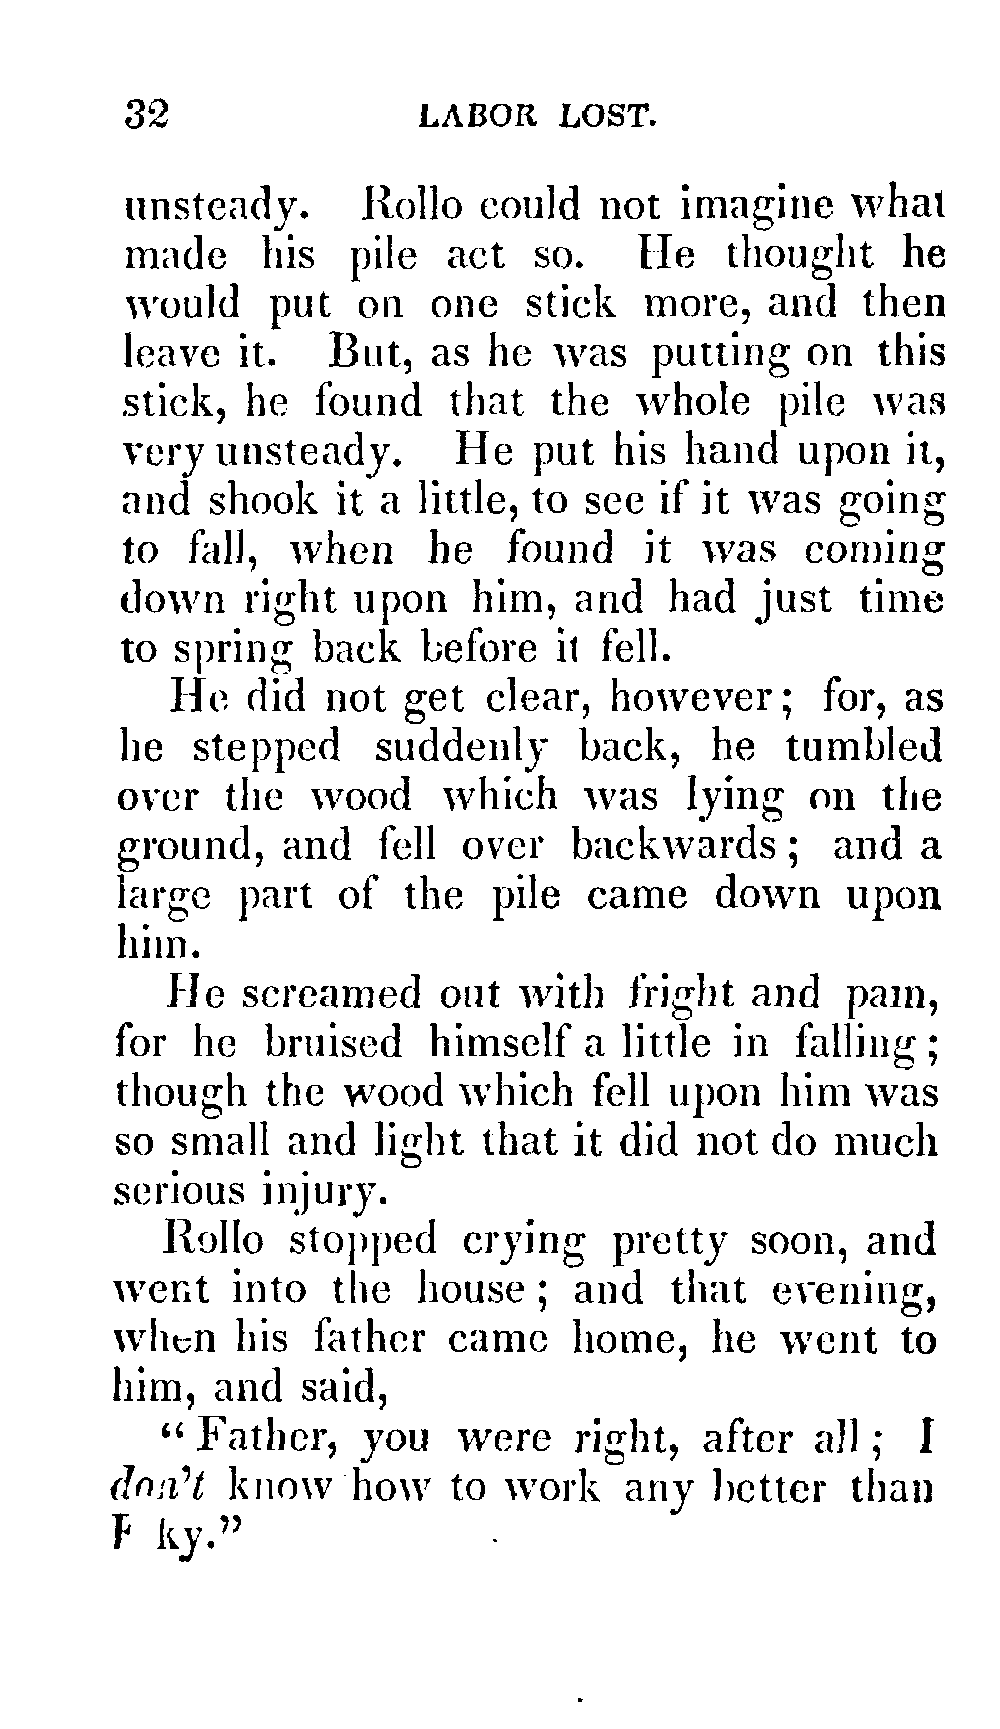 32 LABOR LOST.
unsteady. Rollo could not imagine what
made his pile act so. He thought he
would put on one stick more, and then
leave it. But, as he was putting on this
stick, he found that the whole pile was
very unsteady. He put his hand upon it,
and shook it a little, to see if it was going
to fall, when he found it was coming
down right upon him, and had just time
to spring back before it fell.
He did not get clear, however; for, as
he stepped suddenly back, he tumbled
over the wood which was lying on the
ground, and fell over backwards; and a
large part of the pile came down upon
him.
He screamed out with fright and pain,
for he bruised himself a little in falling;
though the wood which fell upon him was
so small and light that it did not do much
serious injury.
Rollo stopped crying pretty soon, and
went into the house; and that evening,
when his father came home, he went to
him, and said,
“Father, you were right, after all; I
don't know how to work any better than
ky.”